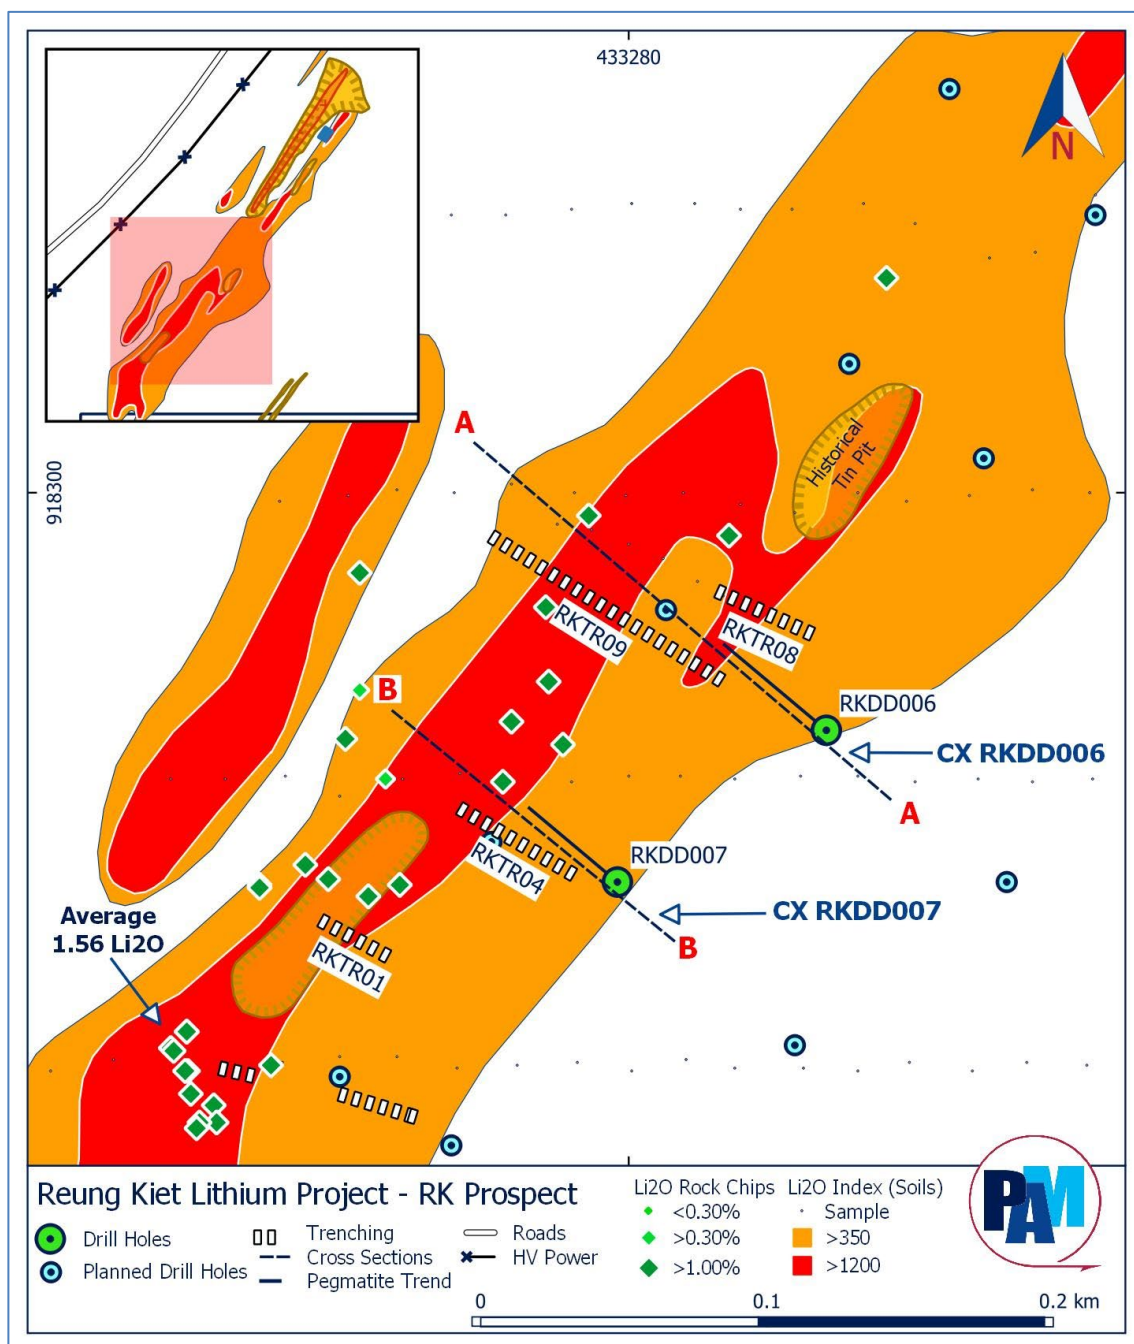 433280
N
A
Historical
Tin Pit
918300
RKTR09
RKTR08
B
RKDD006
CX RKDD006
A
RKDD007
RKTR04
CX RKDD007
B
Average
1.56 Li2O
RKTR01
Reung Kiet Lithium Project - RK Prospect
Drill Holes
Planned Drill Holes
Trenching
Cross Sections
Pegmatite Trend
Roads
HV Power
Li2O Rock Chips
<0.30%
>0.30%
>1.00%
Li2O Index (Soils)
Sample
>350
>1200
PAM
0
0.1
0.2 km